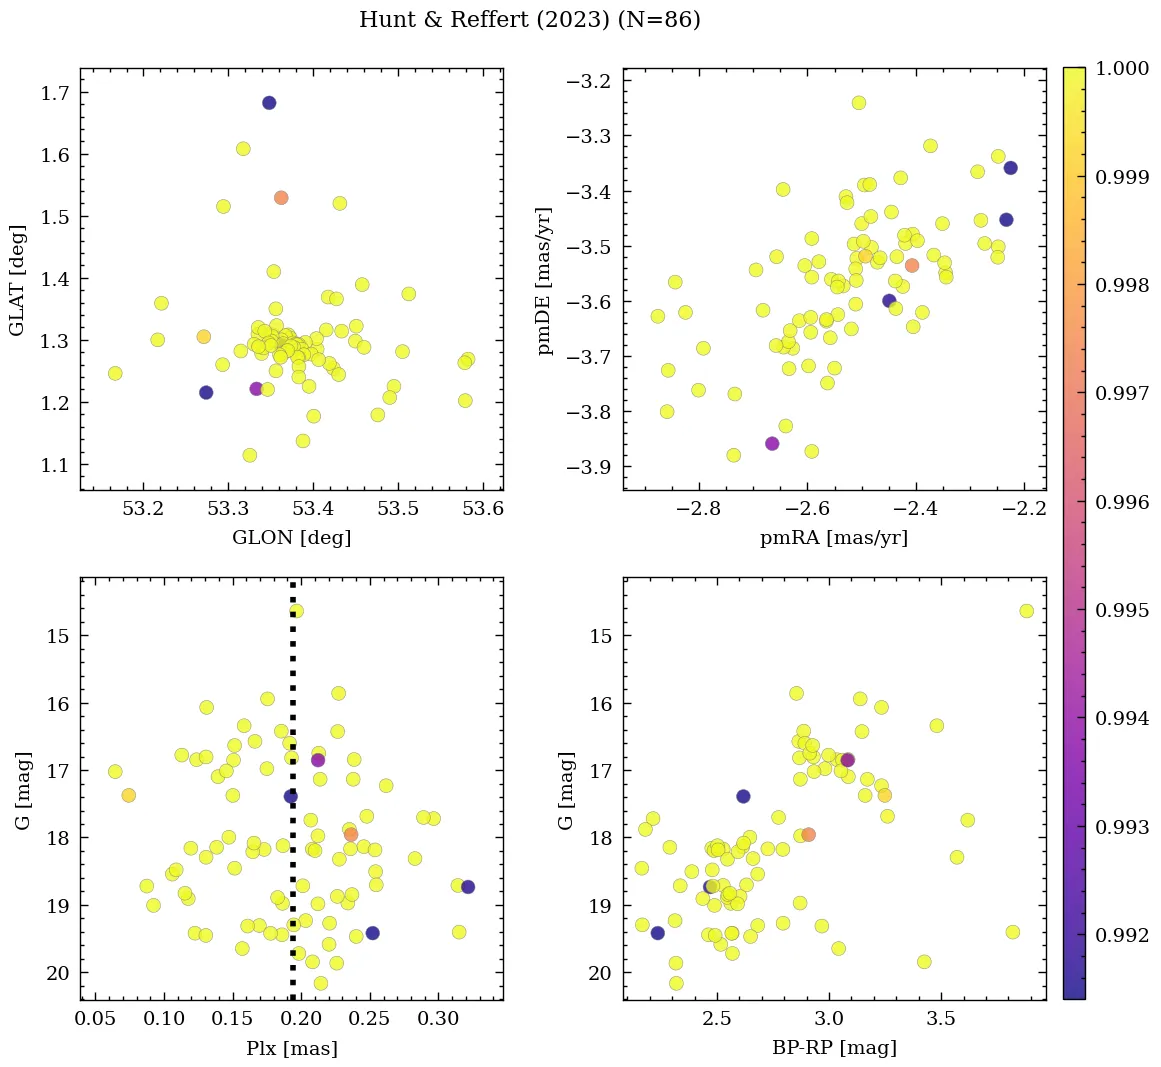 Hunt & Reffert (2023) (N=86)
1.7
1.6
1.5
1.4
1.3
1.2
1.1
GLAT [deg]
53.2 53.3 53.4 53.5 53.6
GLON [deg]
−3.2
−3.3
−3.4
−3.5
−3.6
−3.7
−3.8
−3.9
pmDE [mas/yr]
−2.8 −2.6 −2.4 −2.2
pmRA [mas/yr]
1.000
0.999
0.998
0.997
0.996
0.995
0.994
0.993
0.992
15
16
17
18
19
20
G [mag]
0.05 0.10 0.15 0.20 0.25 0.30
Plx [mas]
15
16
17
18
19
20
G [mag]
2.5 3.0 3.5
BP-RP [mag]